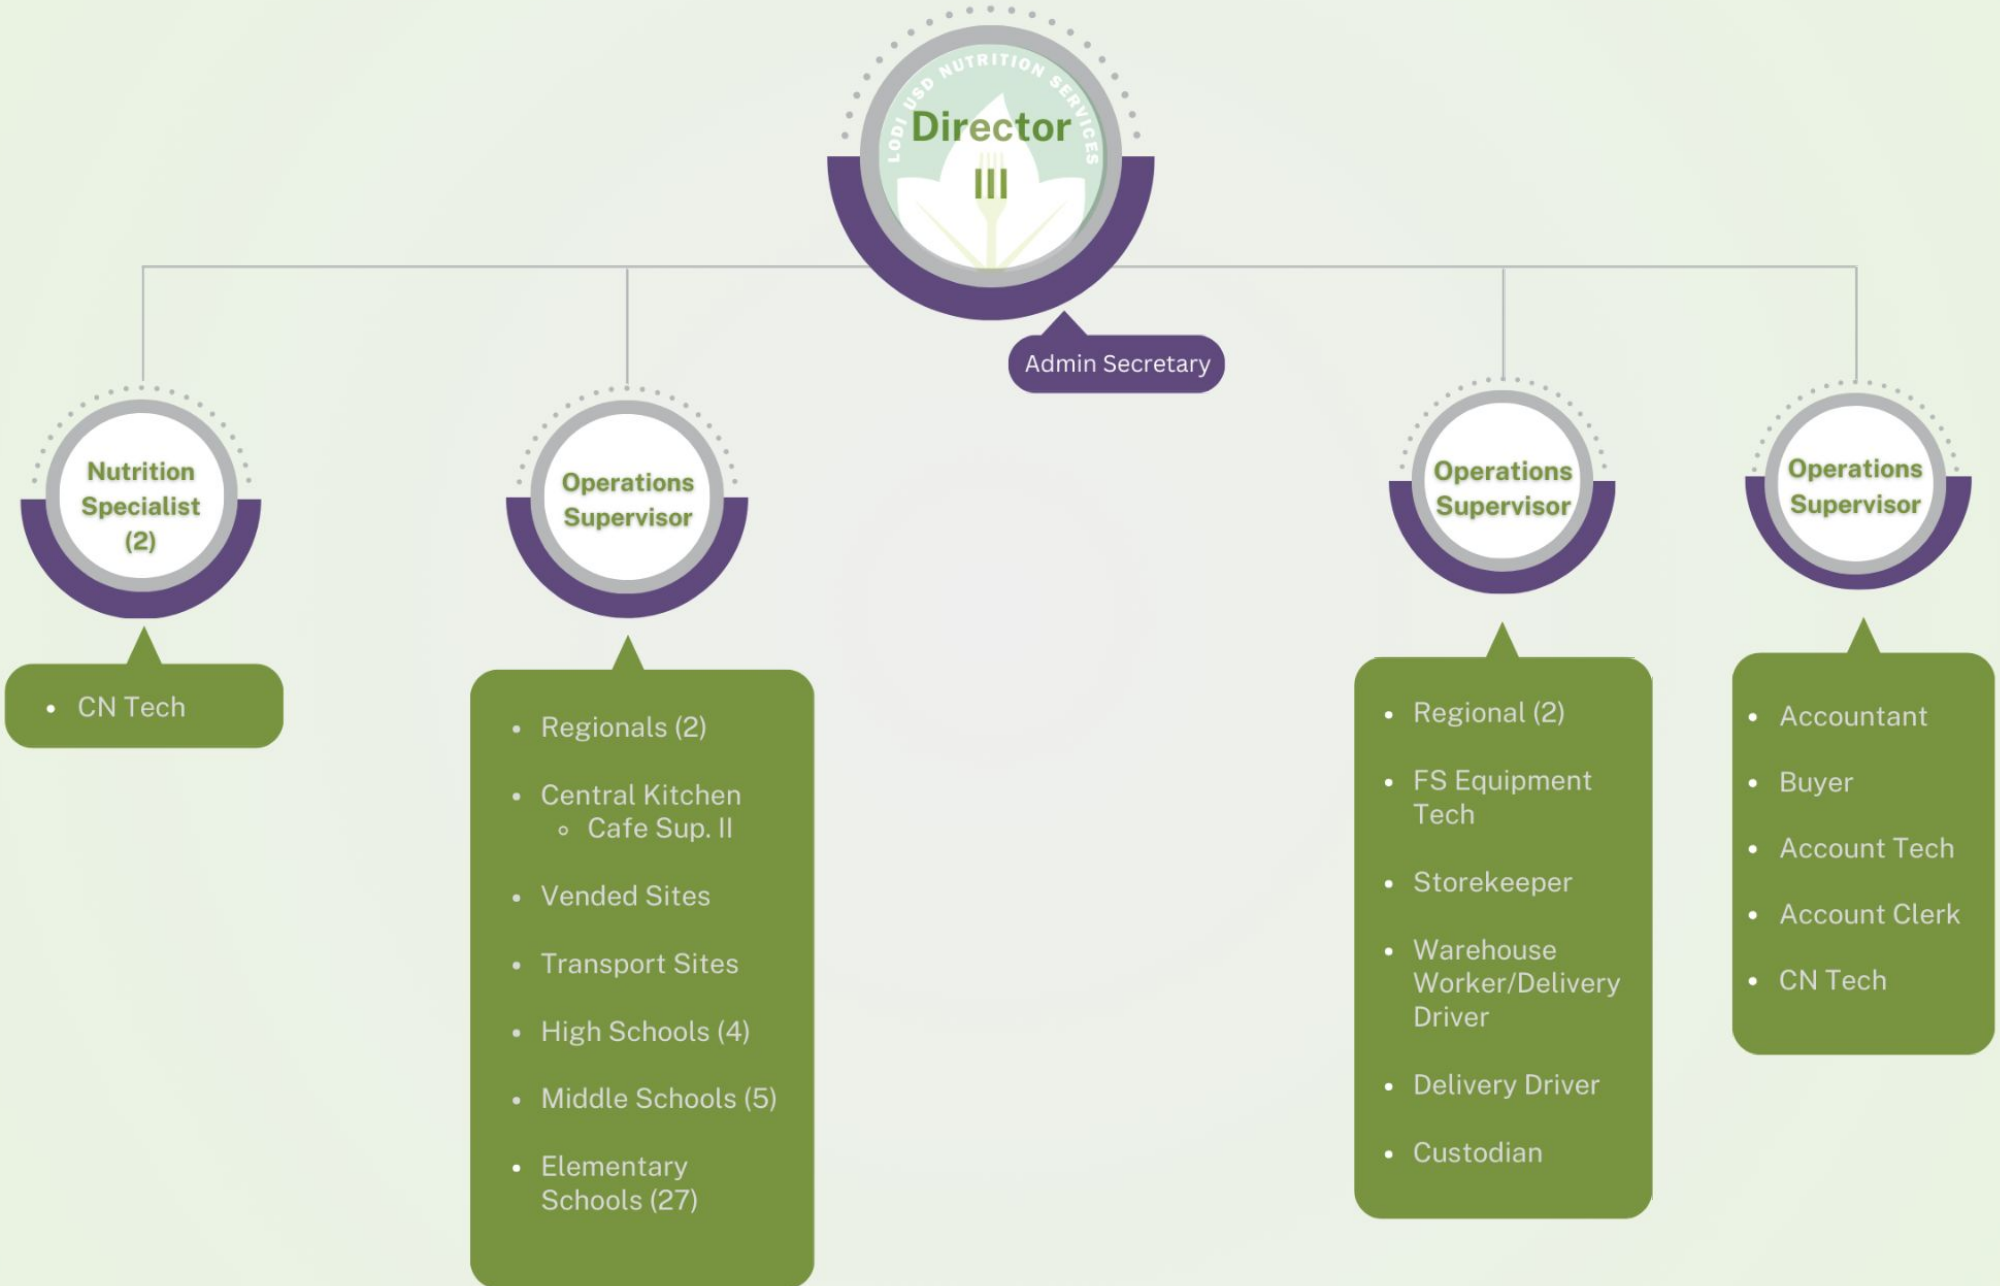 LODI USD NUTRITION SERVICES
Director
III
Admin Secretary
Nutrition
Specialist
(2)
• CN Tech
Operations
Supervisor
• Regionals (2)
• Central Kitchen
◦ Cafe Sup. II
• Vended Sites
• Transport Sites
• High Schools (4)
• Middle Schools (5)
• Elementary
Schools (27)
Operations
Supervisor
• Regional (2)
• FS Equipment
Tech
• Storekeeper
• Warehouse
Worker/Delivery
Driver
• Delivery Driver
• Custodian
Operations
Supervisor
• Accountant
• Buyer
• Account Tech
• Account Clerk
• CN Tech